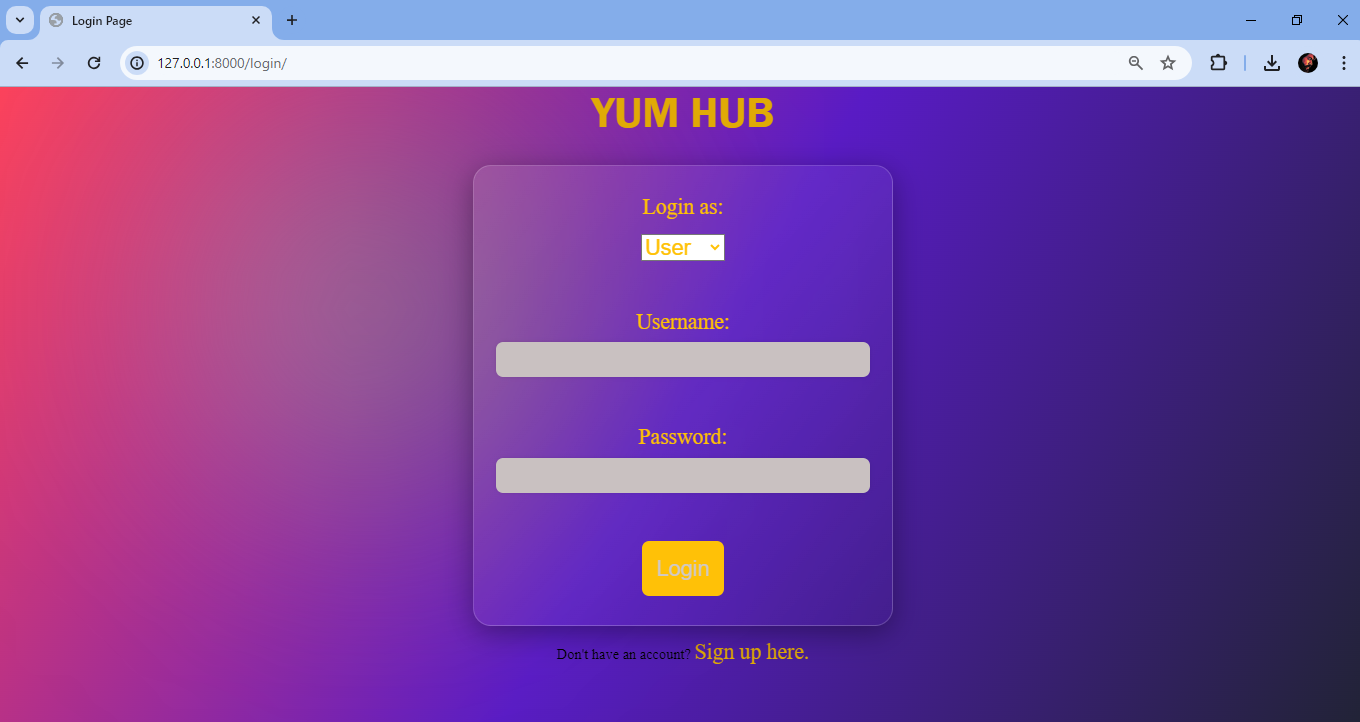 Login Page
127.0.0.1:8000/login/
YUM HUB
Login as:
User
Username:
Password:
Login
Don't have an account? Sign up here.